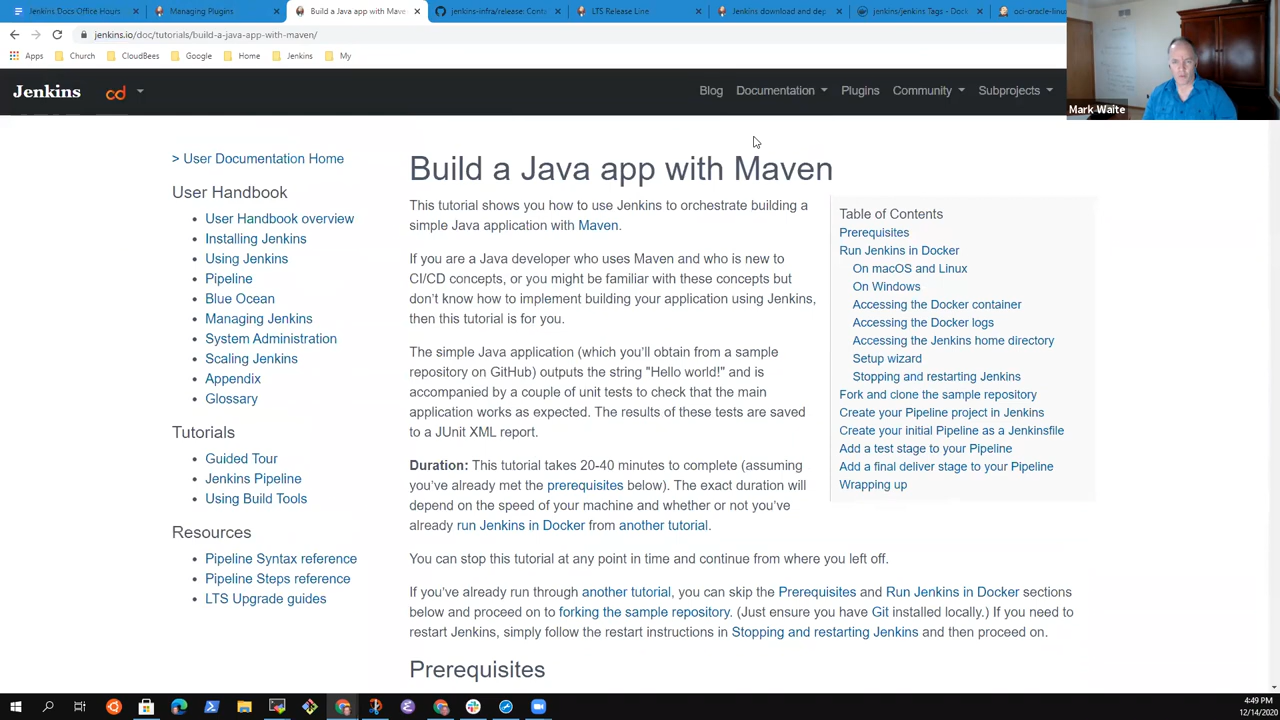 Jenkins Docs Office Hours
Managing Plugins
Build a Java app with Mave
jenkins-infra/release: Cont
LTS Release Line
Jenkins download and dep
jenkins/jenkins Tags - Dock
oci-oracle-linu
jenkins.io/doc/tutorials/build-a-java-app-with-maven/
Apps
Church
CloudBees
Google
Home
Jenkins
My
Jenkins
cd
Blog
Documentation
Plugins
Community
Subprojects
Mark Waite
> User Documentation Home
User Handbook
User Handbook overview
Installing Jenkins
Using Jenkins
Pipeline
Blue Ocean
Managing Jenkins
System Administration
Scaling Jenkins
Appendix
Glossary
Tutorials
Guided Tour
Jenkins Pipeline
Using Build Tools
Resources
Pipeline Syntax reference
Pipeline Steps reference
LTS Upgrade guides
Build a Java app with Maven
This tutorial shows you how to use Jenkins to orchestrate building a
simple Java application with Maven.
If you are a Java developer who uses Maven and who is new to
CI/CD concepts, or you might be familiar with these concepts but
don't know how to implement building your application using Jenkins,
then this tutorial is for you.
The simple Java application (which you'll obtain from a sample
repository on GitHub) outputs the string "Hello world!" and is
accompanied by a couple of unit tests to check that the main
application works as expected. The results of these tests are saved
to a JUnit XML report.
Duration: This tutorial takes 20-40 minutes to complete (assuming
you've already met the prerequisites below). The exact duration will
depend on the speed of your machine and whether or not you've
already run Jenkins in Docker from another tutorial.
You can stop this tutorial at any point in time and continue from where you left off.
If you've already run through another tutorial, you can skip the Prerequisites and Run Jenkins in Docker sections
below and proceed on to forking the sample repository. (Just ensure you have Git installed locally.) If you need to
restart Jenkins, simply follow the restart instructions in Stopping and restarting Jenkins and then proceed on.
Prerequisites
Table of Contents
Prerequisites
Run Jenkins in Docker
On macOS and Linux
On Windows
Accessing the Docker container
Accessing the Docker logs
Accessing the Jenkins home directory
Setup wizard
Stopping and restarting Jenkins
Fork and clone the sample repository
Create your Pipeline project in Jenkins
Create your initial Pipeline as a Jenkinsfile
Add a test stage to your Pipeline
Add a final deliver stage to your Pipeline
Wrapping up
4:49 PM
12/14/2020